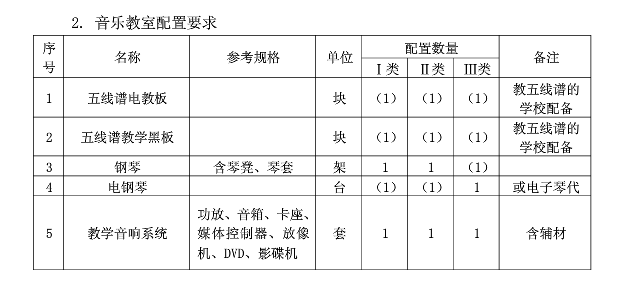 2. 音乐教室配置要求
序号 名称 参考规格 单位 配置数量 备注
Ⅰ类 Ⅱ类 Ⅲ类
1 五线谱电教板 块 (1) (1) (1) 教五线谱的
学校配备
2 五线谱教学黑板 块 (1) (1) (1) 教五线谱的
学校配备
3 钢琴 含琴凳、琴套 架 1 1 (1)
4 电钢琴 台 (1) (1) 1 或电子琴代
5 教学音响系统 功放、音箱、卡座、
媒体控制器、放像
机、DVD、影碟机 套 1 1 1 含辅材